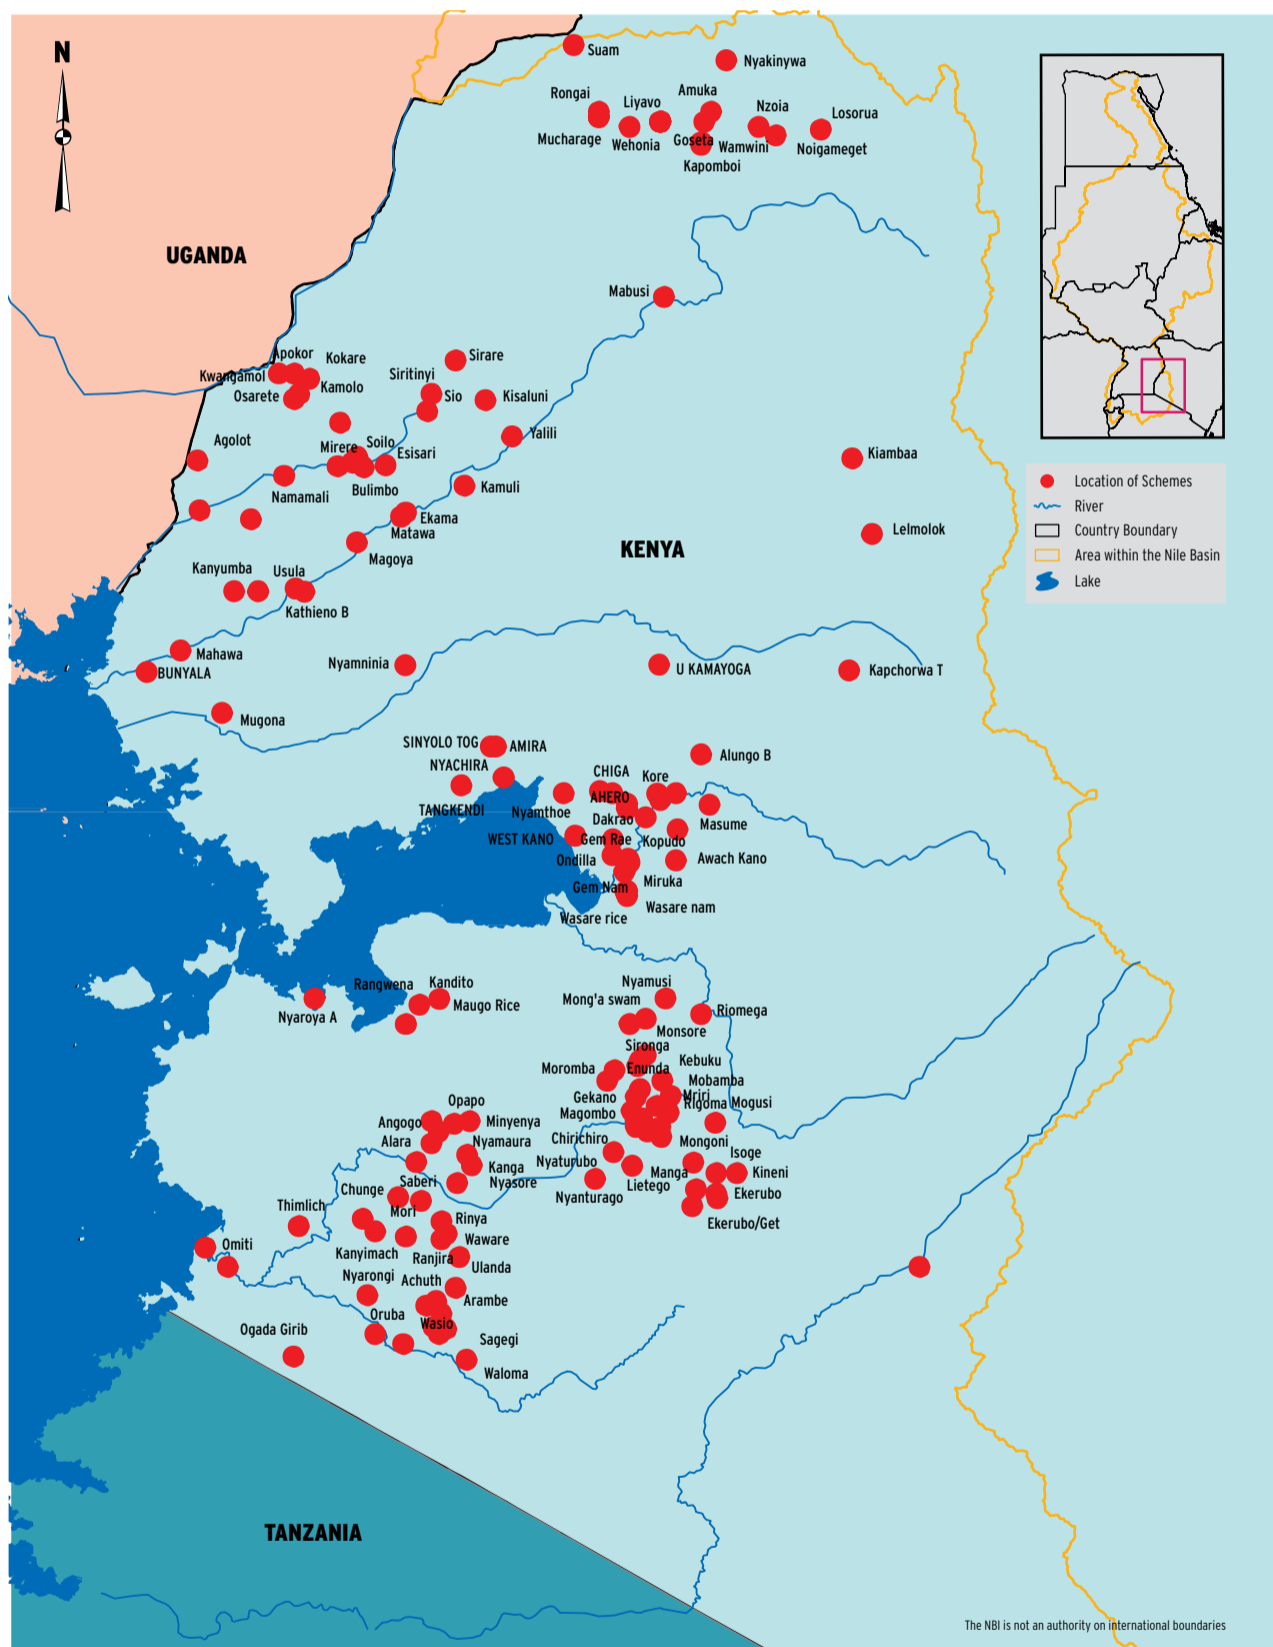 N
Suam
Nyakinywa
Rongai
Liyavo
Amuka
Nzoia
Losorua
Mucharage
Wehonia
Goseta
Wamwini
Noigameget
Kapomboi
UGANDA
Mabusi
Apokor
Kokare
Sirare
Kwangamol
Kamolo
Siritinyi
Osarete
Sio
Kisaluni
Yalili
Agolot
Mirere
Soilo
Esisari
Kiambaa
Namamali
Bulimbo
Kamuli
Location of Schemes
River
Ekama
Matawa
Lelmolok
Country Boundary
KENYA
Magoya
Area within the Nile Basin
Kanyumba
Usula
Lake
Kathieno B
Mahawa
Nyamninia
BUNYALA
U KAMAYOGA
Kapchorwa T
Mugona
SINYOLO TOG
AMIRA
Alungo B
NYACHIRA
CHIGA
Kore
TANGKENDI
Nyamthoe
AHERO
Dakrao
Masume
WEST KANO
Gem Rae
Kopudo
Ondilla
Awach Kano
Gem Nam
Miruka
Wasare nam
Wasare rice
Rangwena
Kandito
Nyamusi
Maugo Rice
Mong'a swam
Riomega
Nyaroya A
Monsore
Sironga
Moromba
Enunda
Kebuku
Mobamba
Gekano
Mriri
Opapo
Magombo
Rigoma
Mogusi
Angogo
Minyenya
Alara
Nyamaura
Chirichiro
Mongoni
Isoge
Kanga
Nyaturubo
Manga
Kineni
Saberi
Nyasore
Lietego
Chunge
Nyanturago
Ekerubo
Thimlich
Mori
Rinya
Ekerubo/Get
Omiti
Waware
Kanyimach
Ranjira
Ulanda
Nyarongi
Achuth
Arambe
Oruba
Wasio
Ogada Girib
Sagegi
Waloma
TANZANIA
The NBI is not an authority on international boundaries